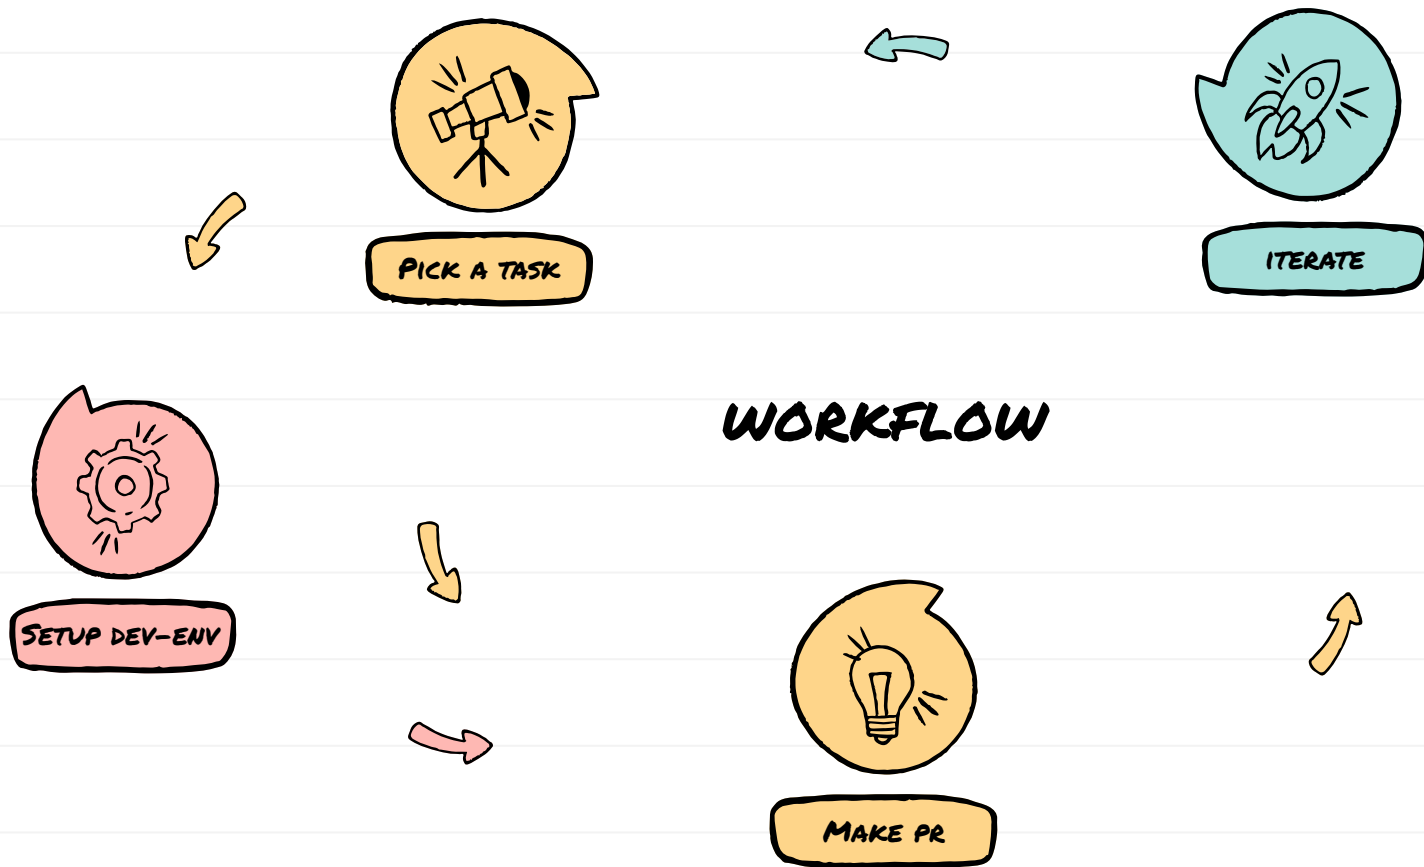 Pick a task
iterate
WORKFLOW
Setup dev-env
Make pr